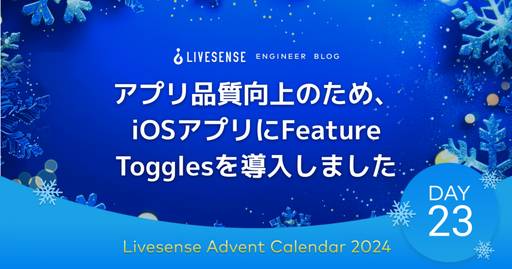 LIVESENSE ENGINEER BLOG
アプリ品質向上のため、
iOSアプリにFeature
Togglesを導入しました
DAY
23
Livesense Advent Calendar 2024